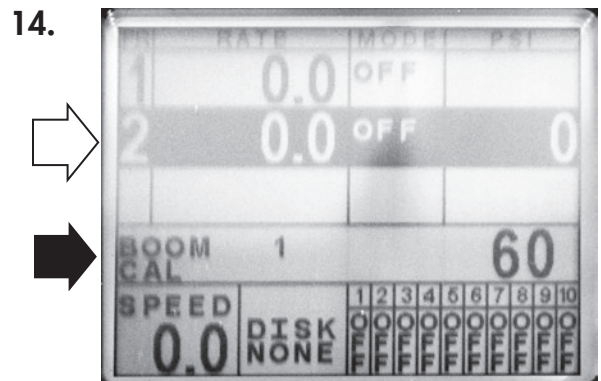 14.
PR RATE MODE PSI
1 0.0 OFF
2 0.0 OFF 0
BOOM CAL 1 60
SPEED 0.0
DISK NONE
1 2 3 4 5 6 7 8 9 10
OFF OFF OFF OFF OFF OFF OFF OFF OFF OFF